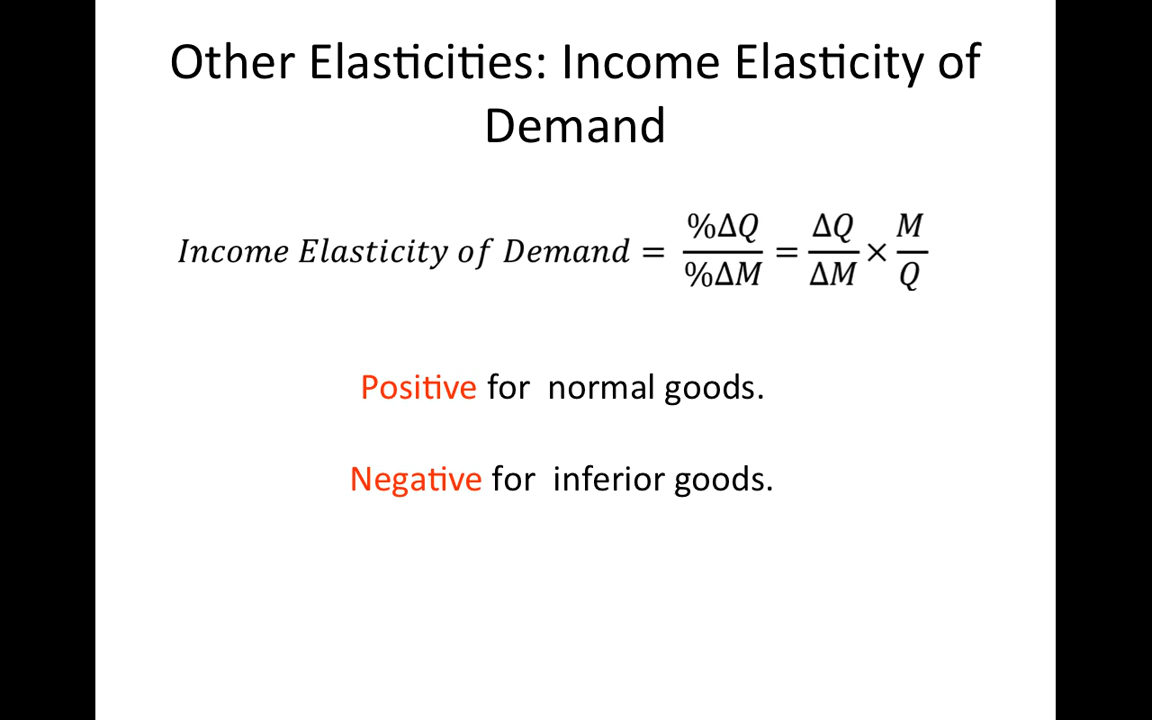 Other Elasticities: Income Elasticity of
Demand
Income Elasticity of Demand = %ΔQ/%ΔM = ΔQ/ΔM × M/Q
Positive for normal goods.
Negative for inferior goods.